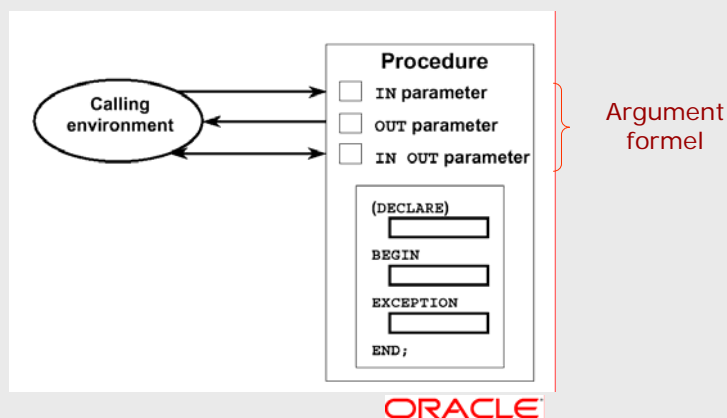 Procedure
IN parameter
OUT parameter
IN OUT parameter
Calling
environment
Argument
formel
(DECLARE)
BEGIN
EXCEPTION
END;
ORACLE